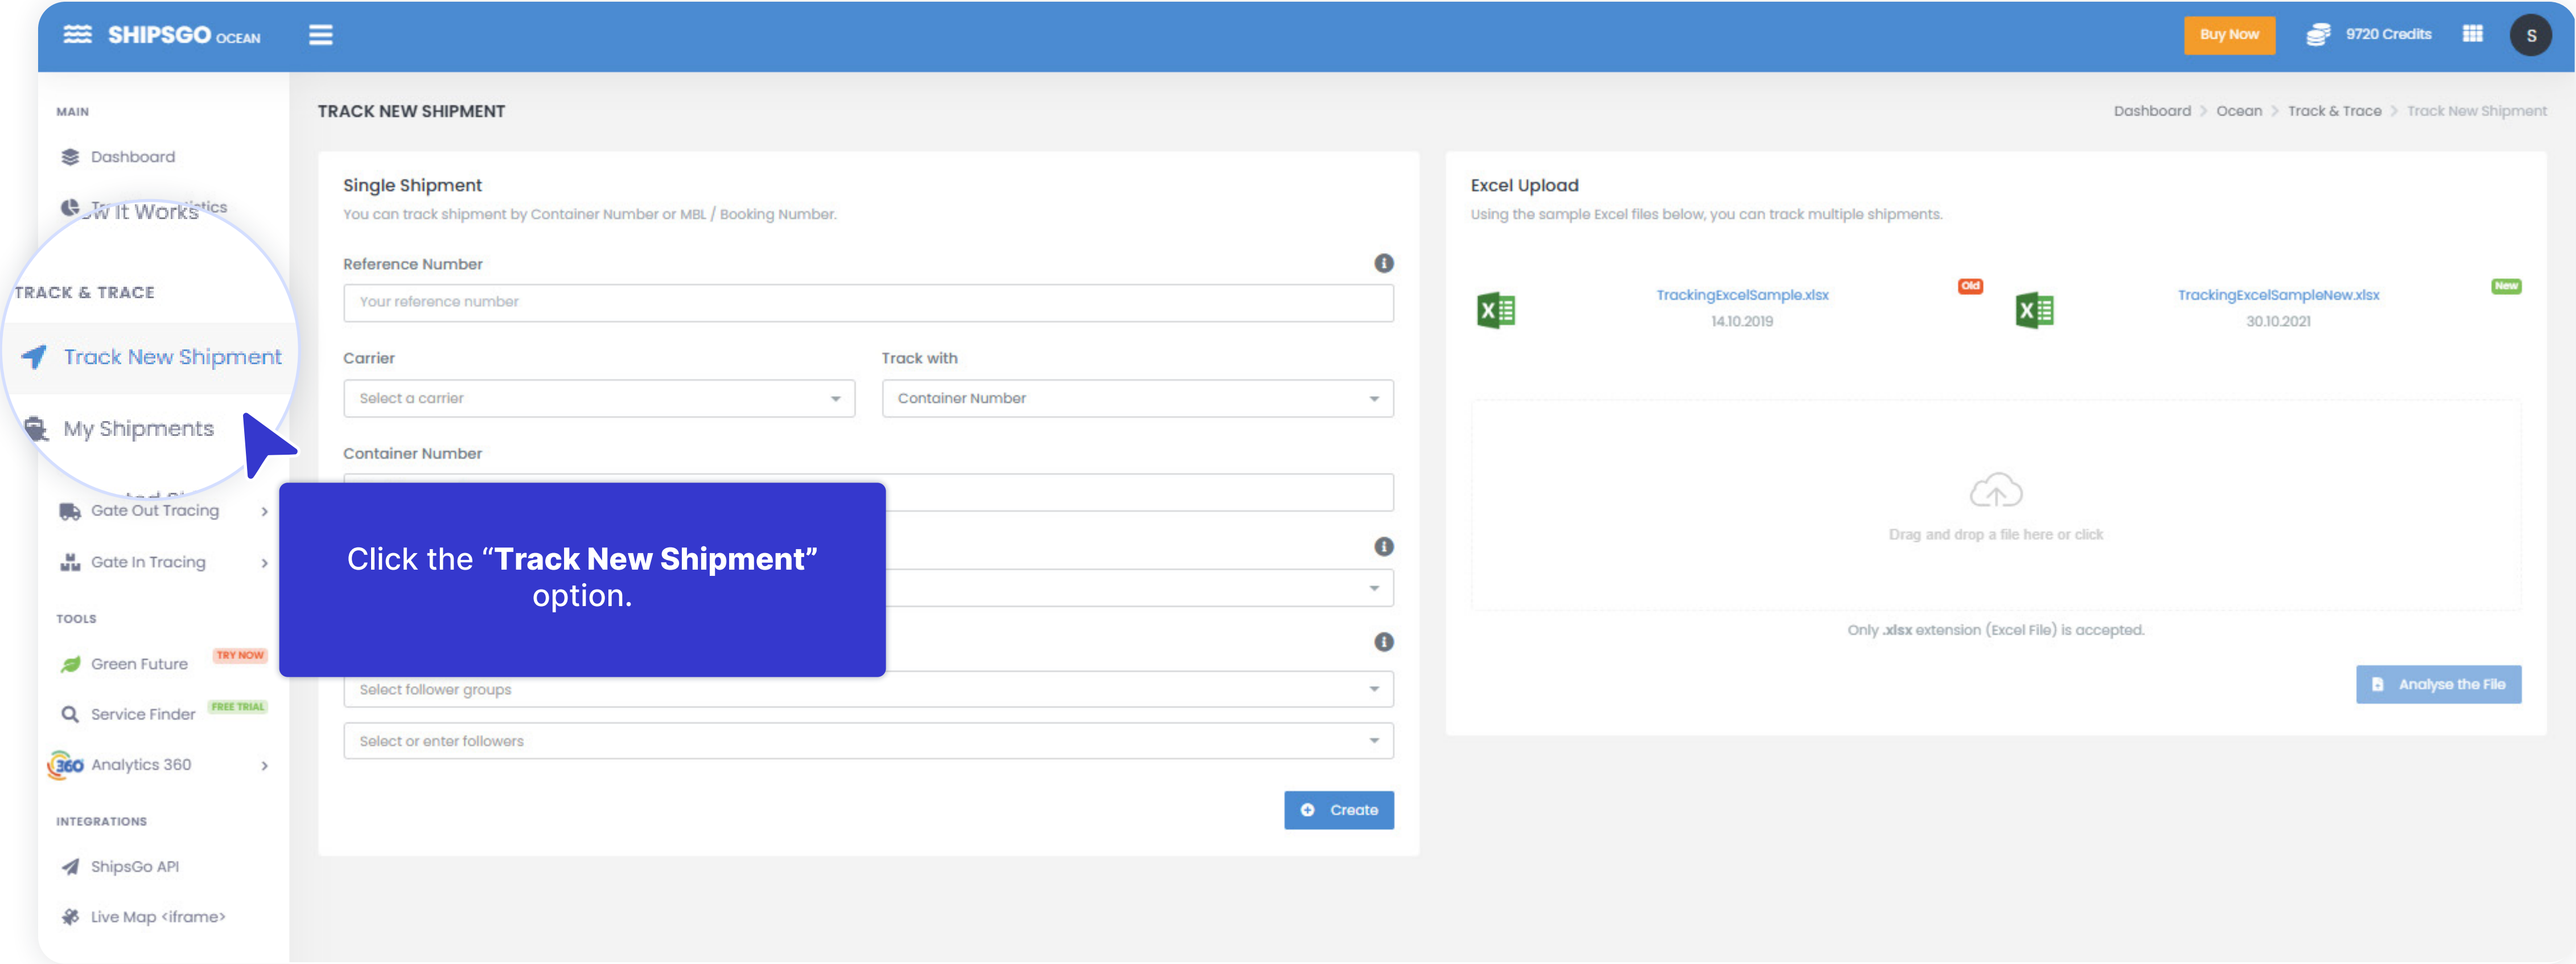 SHIPSGO OCEAN
Buy Now
9720 Credits
S
MAIN
Dashboard
It Works
TRACK & TRACE
Track New Shipment
My Shipments
Gate Out Tracing
Gate In Tracing
TOOLS
Green Future
TRY NOW
Service Finder
FREE TRIAL
360 Analytics 360
INTEGRATIONS
ShipsGo API
Live Map <iframe>
TRACK NEW SHIPMENT
Dashboard > Ocean > Track & Trace > Track New Shipment
Single Shipment
You can track shipment by Container Number or MBL / Booking Number.
Reference Number
Your reference number
Carrier
Track with
Select a carrier
Container Number
Container Number
Click the “Track New Shipment”
option.
Select follower groups
Select or enter followers
Create
Excel Upload
Using the sample Excel files below, you can track multiple shipments.
TrackingExcelSample.xlsx
Old
14.10.2019
TrackingExcelSampleNew.xlsx
New
30.10.2021
Drag and drop a file here or click
Only .xlsx extension (Excel File) is accepted.
Analyse the File